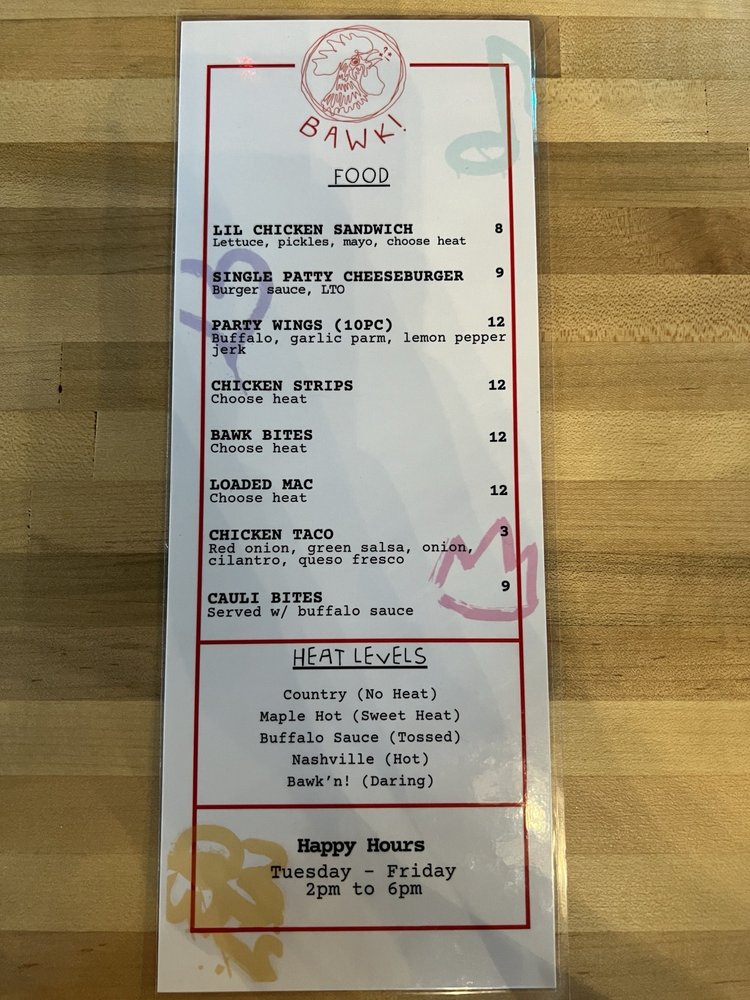 BAWK!
FOOD
LIL CHICKEN SANDWICH 8
Lettuce, pickles, mayo, choose heat
SINGLE PATTY CHEESEBURGER 9
Burger sauce, LTO
PARTY WINGS (10PC) 12
Buffalo, garlic parm, lemon pepper
jerk
CHICKEN STRIPS 12
Choose heat
BAWK BITES 12
Choose heat
LOADED MAC 12
Choose heat
CHICKEN TACO 3
Red onion, green salsa, onion,
cilantro, queso fresco
CAULI BITES 9
Served w/ buffalo sauce
HEAT LEVELS
Country (No Heat)
Maple Hot (Sweet Heat)
Buffalo Sauce (Tossed)
Nashville (Hot)
Bawk'n! (Daring)
Happy Hours
Tuesday - Friday
2pm to 6pm